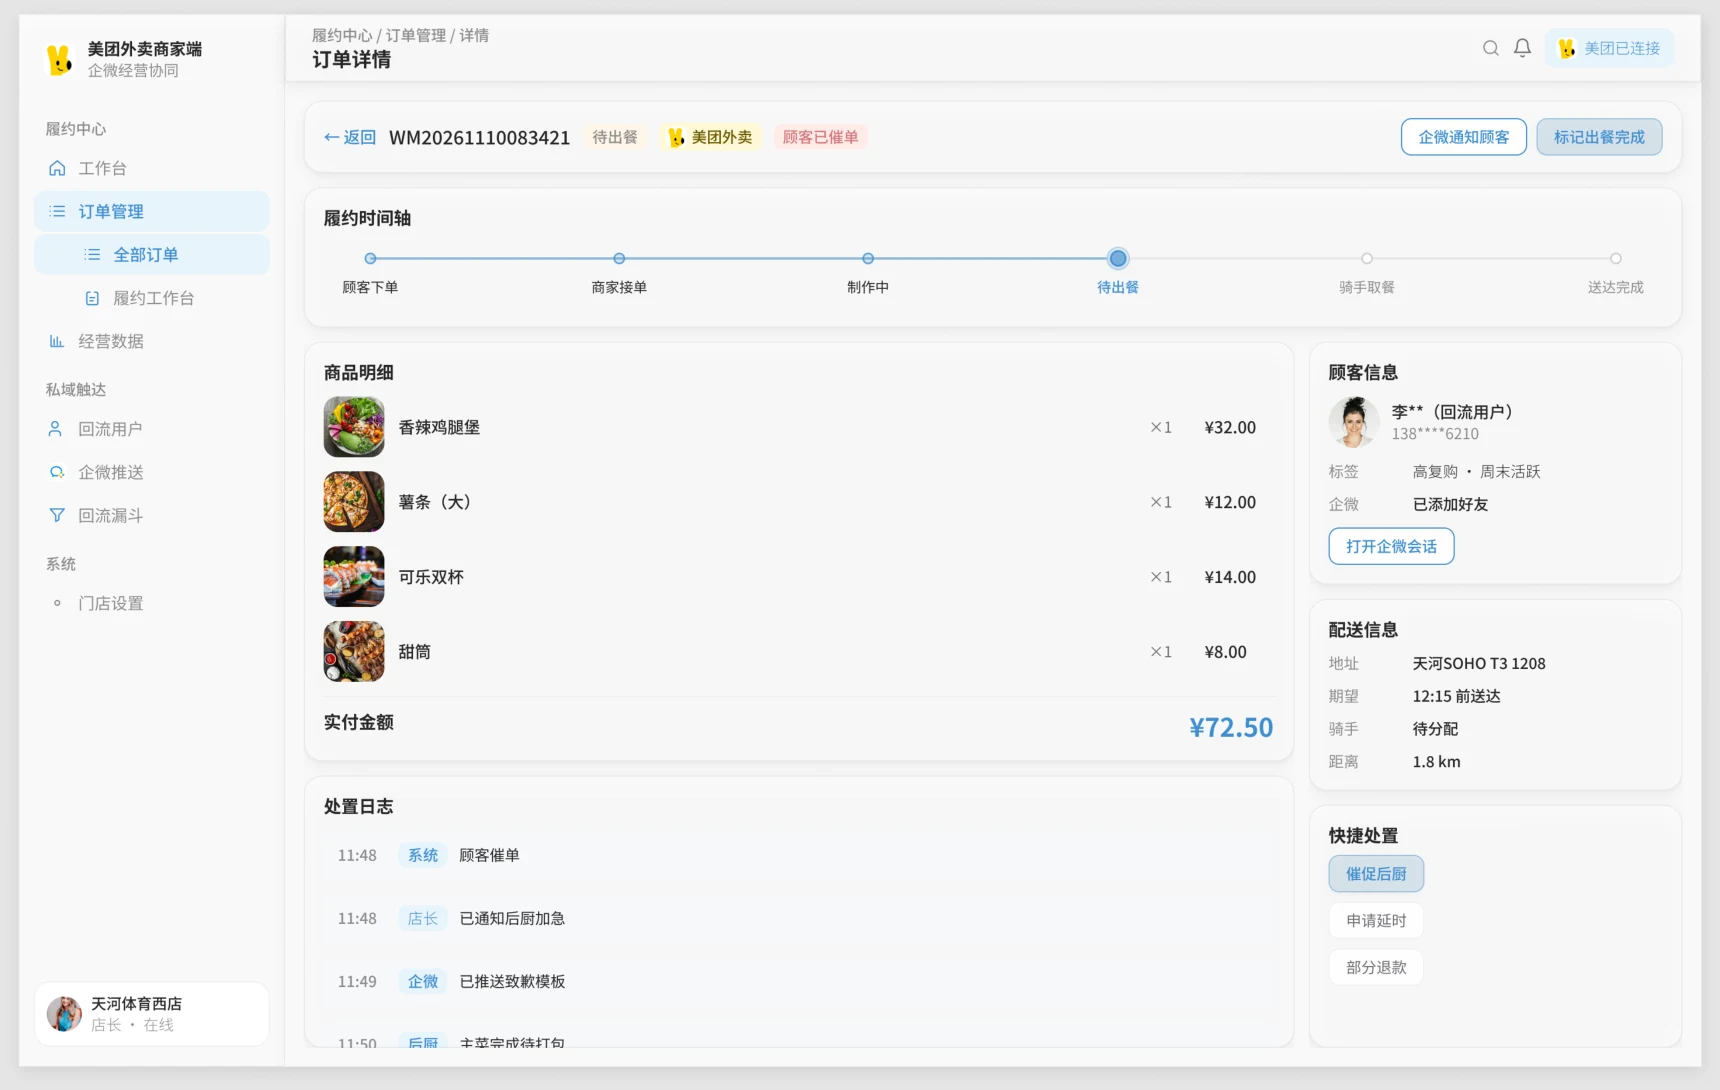 美团外卖商家端
企微经营协同
履约中心
工作台
订单管理
全部订单
履约工作台
经营数据
私域触达
回流用户
企微推送
回流漏斗
系统
门店设置
天河体育西店
店长 · 在线
履约中心 / 订单管理 / 详情
订单详情
美团已连接
←返回 WM20261110083421 待出餐 美团外卖 顾客已催单 企微通知顾客 标记出餐完成
履约时间轴
顾客下单 商家接单 制作中 待出餐 骑手取餐 送达完成
商品明细
香辣鸡腿堡 ×1 ¥32.00
薯条（大） ×1 ¥12.00
可乐双杯 ×1 ¥14.00
甜筒 ×1 ¥8.00
实付金额 ¥72.50
处置日志
11:48 系统 顾客催单
11:48 店长 已通知后厨加急
11:49 企微 已推送致歉模板
11:50 后厨 主菜完成待打包
顾客信息
李**（回流用户）
138****6210
标签 高复购 · 周末活跃
企微 已添加好友
打开企微会话
配送信息
地址 天河SOHO T3 1208
期望 12:15 前送达
骑手 待分配
距离 1.8 km
快捷处置
催促后厨
申请延时
部分退款